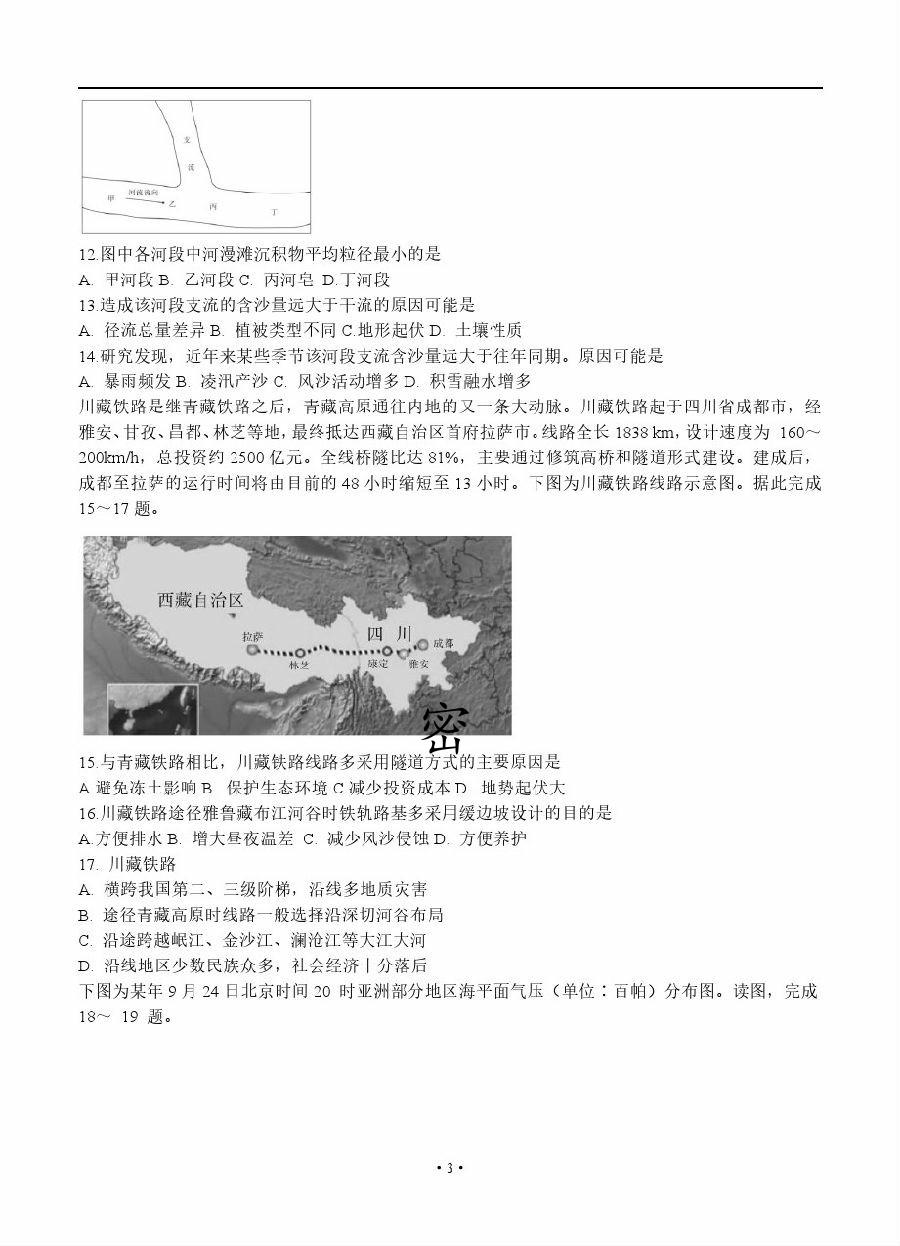 支
流
河流流向
甲
乙
丙
丁
12.图中各河段中河漫滩沉积物平均粒径最小的是
A. 甲河段 B. 乙河段 C. 丙河皂 D.丁河段
13.造成该河段支流的含沙量远大于干流的原因可能是
A. 径流总量差异 B. 植被类型不同 C.地形起伏 D. 土壤性质
14.研究发现，近年来某些季节该河段支流含沙量远大于往年同期。原因可能是
A. 暴雨频发 B. 凌汛产沙 C. 风沙活动增多 D. 积雪融水增多
川藏铁路是继青藏铁路之后，青藏高原通往内地的又一条大动脉。川藏铁路起于四川省成都市，经
雅安、甘孜、昌都、林芝等地，最终抵达西藏自治区首府拉萨市。线路全长 1838 km，设计速度为 160～
200km/h，总投资约 2500 亿元。全线桥隧比达 81%，主要通过修筑高桥和隧道形式建设。建成后，
成都至拉萨的运行时间将由目前的 48 小时缩短至 13 小时。下图为川藏铁路线路示意图。据此完成
15～17 题。
西藏自治区
拉萨
林芝
四 川
康定
雅安
成都
密
15.与青藏铁路相比，川藏铁路线路多采用隧道方式的主要原因是
A 避免冻土影响 B. 保护生态环境 C 减少投资成本 D. 地势起伏大
16.川藏铁路途径雅鲁藏布江河谷时铁轨路基多采用缓边坡设计的目的是
A.方便排水 B. 增大昼夜温差 C. 减少风沙侵蚀 D. 方便养护
17. 川藏铁路
A. 横跨我国第二、三级阶梯，沿线多地质灾害
B. 途径青藏高原时线路一般选择沿深切河谷布局
C. 沿途跨越岷江、金沙江、澜沧江等大江大河
D. 沿线地区少数民族众多，社会经济丨分落后
下图为某年 9 月 24 日北京时间 20 时亚洲部分地区海平面气压（单位：百帕）分布图。读图，完成
18～ 19 题。
• 3 •